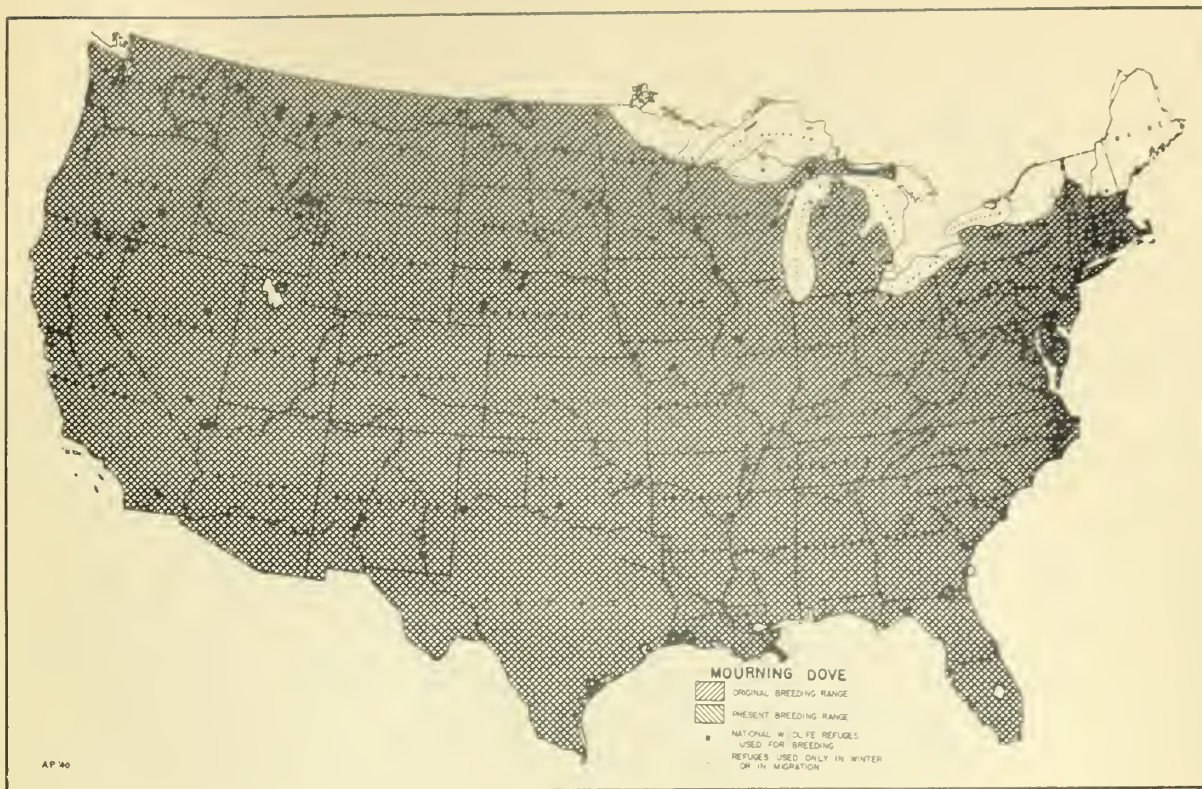 MOURNING DOVE
ORIGINAL BREEDING RANGE
PRESENT BREEDING RANGE
NATIONAL WILDLIFE REFUGES
USED FOR BREEDING
REFUGES USED ONLY IN WINTER
OR IN MIGRATION
A.P. '40